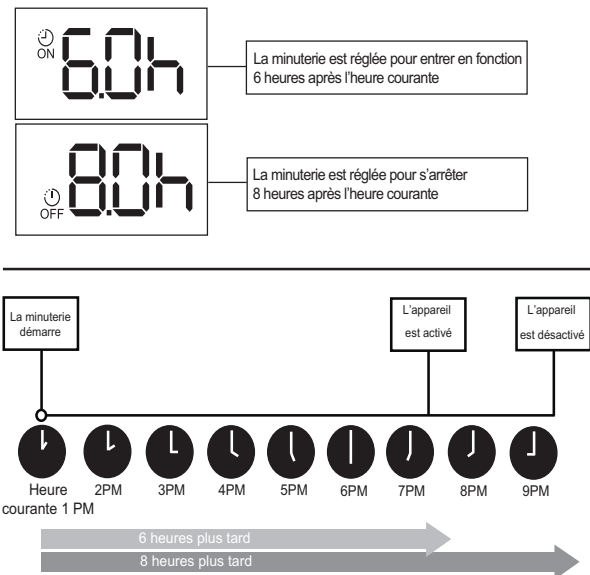 ON
6.0h
La minuterie est réglée pour entrer en fonction
6 heures après l'heure courante
OFF
8.0h
La minuterie est réglée pour s'arrêter
8 heures après l'heure courante
La minuterie
démarre
L'appareil
est activé
L'appareil
est désactivé
Heure
courante 1 PM
2PM
3PM
4PM
5PM
6PM
7PM
8PM
9PM
6 heures plus tard
8 heures plus tard